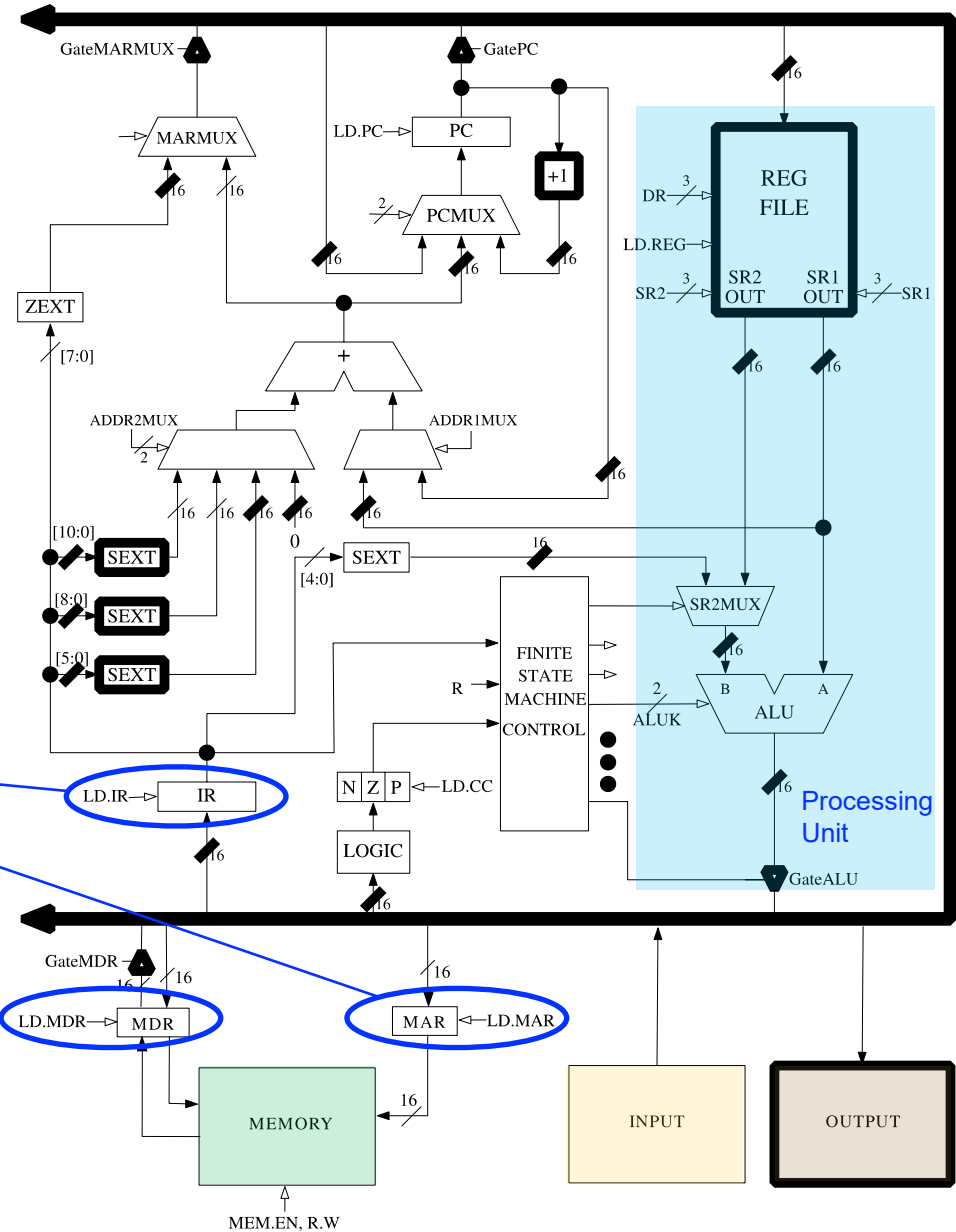 GateMARMUX
GatePC
16
MARMUX
LD.PC
PC
+1
REG
FILE
DR
3
LD.REG
SR2
3
SR2
OUT
SR1
OUT
3
SR1
16
16
2
PCMUX
16
16
16
ZEXT
[7:0]
+
16
16
ADDR2MUX
2
ADDR1MUX
16
16
16
16
16
16
0
[10:0]
SEXT
[4:0]
SEXT
16
[8:0]
SEXT
SR2MUX
[5:0]
SEXT
16
FINITE
STATE
MACHINE
CONTROL
R
2
ALUK
B
A
ALU
LD.IR
IR
N Z P
LD.CC
16
Processing
Unit
LOGIC
16
16
GateALU
GateMDR
16
16
16
LD.MDR
MDR
MAR
LD.MAR
16
MEMORY
INPUT
OUTPUT
MEM.EN, R.W